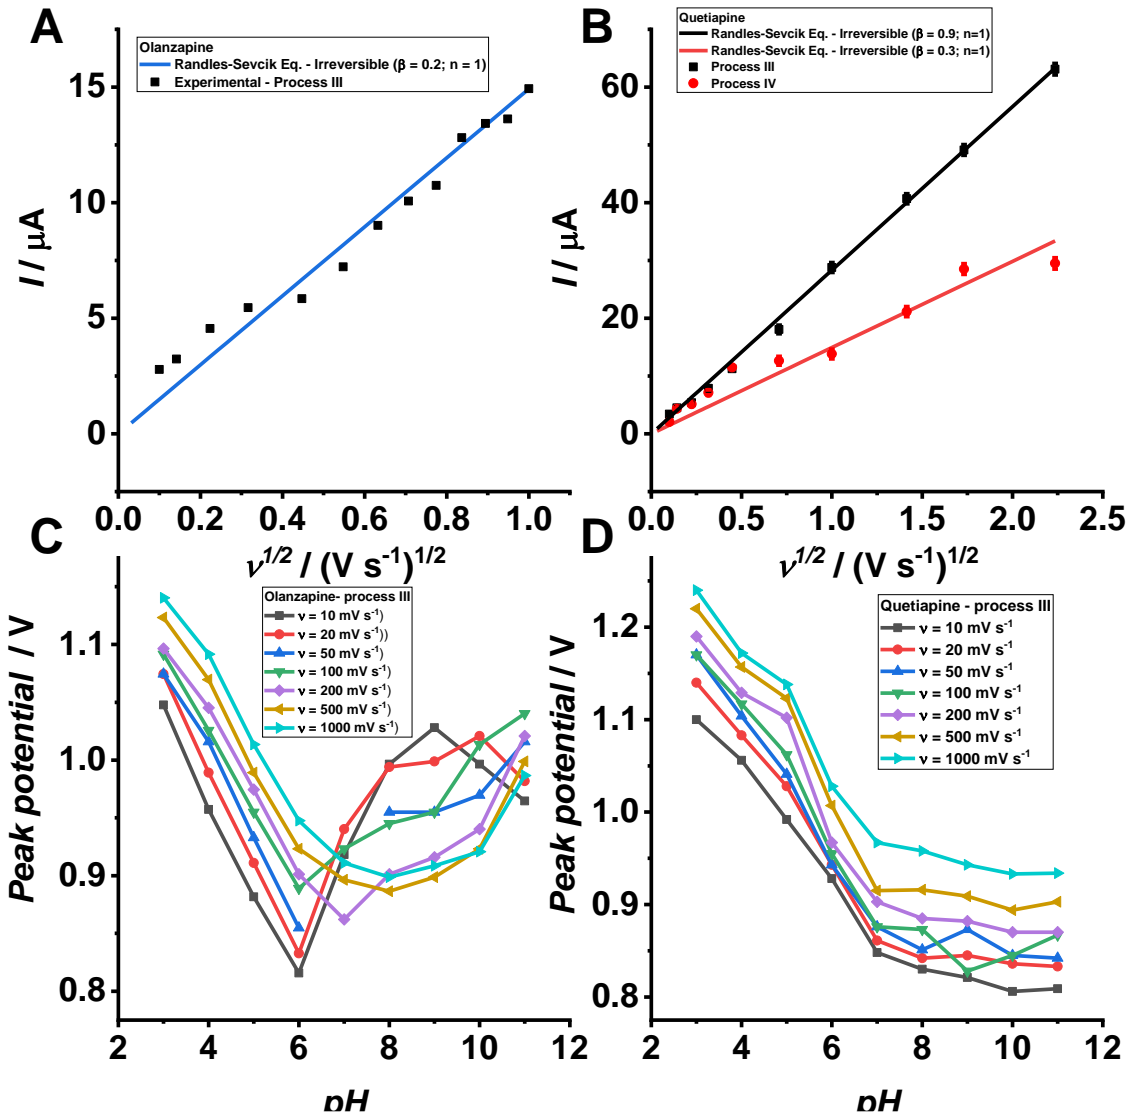 A
Olanzapine
Randles-Sevcik Eq. - Irreversible (β = 0.2; n = 1)
Experimental - Process III
15
10
5
0
I / μA
0.0 0.2 0.4 0.6 0.8 1.0
ν1/2 / (V s-1)1/2
B
Quetiapine
Randles-Sevcik Eq. - Irreversible (β = 0.9; n=1)
Randles-Sevcik Eq. - Irreversible (β = 0.3; n=1)
Process III
Process IV
60
40
20
0
I / μA
0.0 0.5 1.0 1.5 2.0 2.5
ν1/2 / (V s-1)1/2
C
Olanzapine- process III
ν = 10 mV s-1)
ν = 20 mV s-1))
ν = 50 mV s-1)
ν = 100 mV s-1)
ν = 200 mV s-1)
ν = 500 mV s-1)
ν = 1000 mV s-1)
1.1
1.0
0.9
0.8
Peak potential / V
2 4 6 8 10 12
pH
D
Quetiapine - process III
ν = 10 mV s-1
ν = 20 mV s-1
ν = 50 mV s-1
ν = 100 mV s-1
ν = 200 mV s-1
ν = 500 mV s-1
ν = 1000 mV s-1
1.2
1.1
1.0
0.9
0.8
Peak potential / V
2 4 6 8 10 12
pH